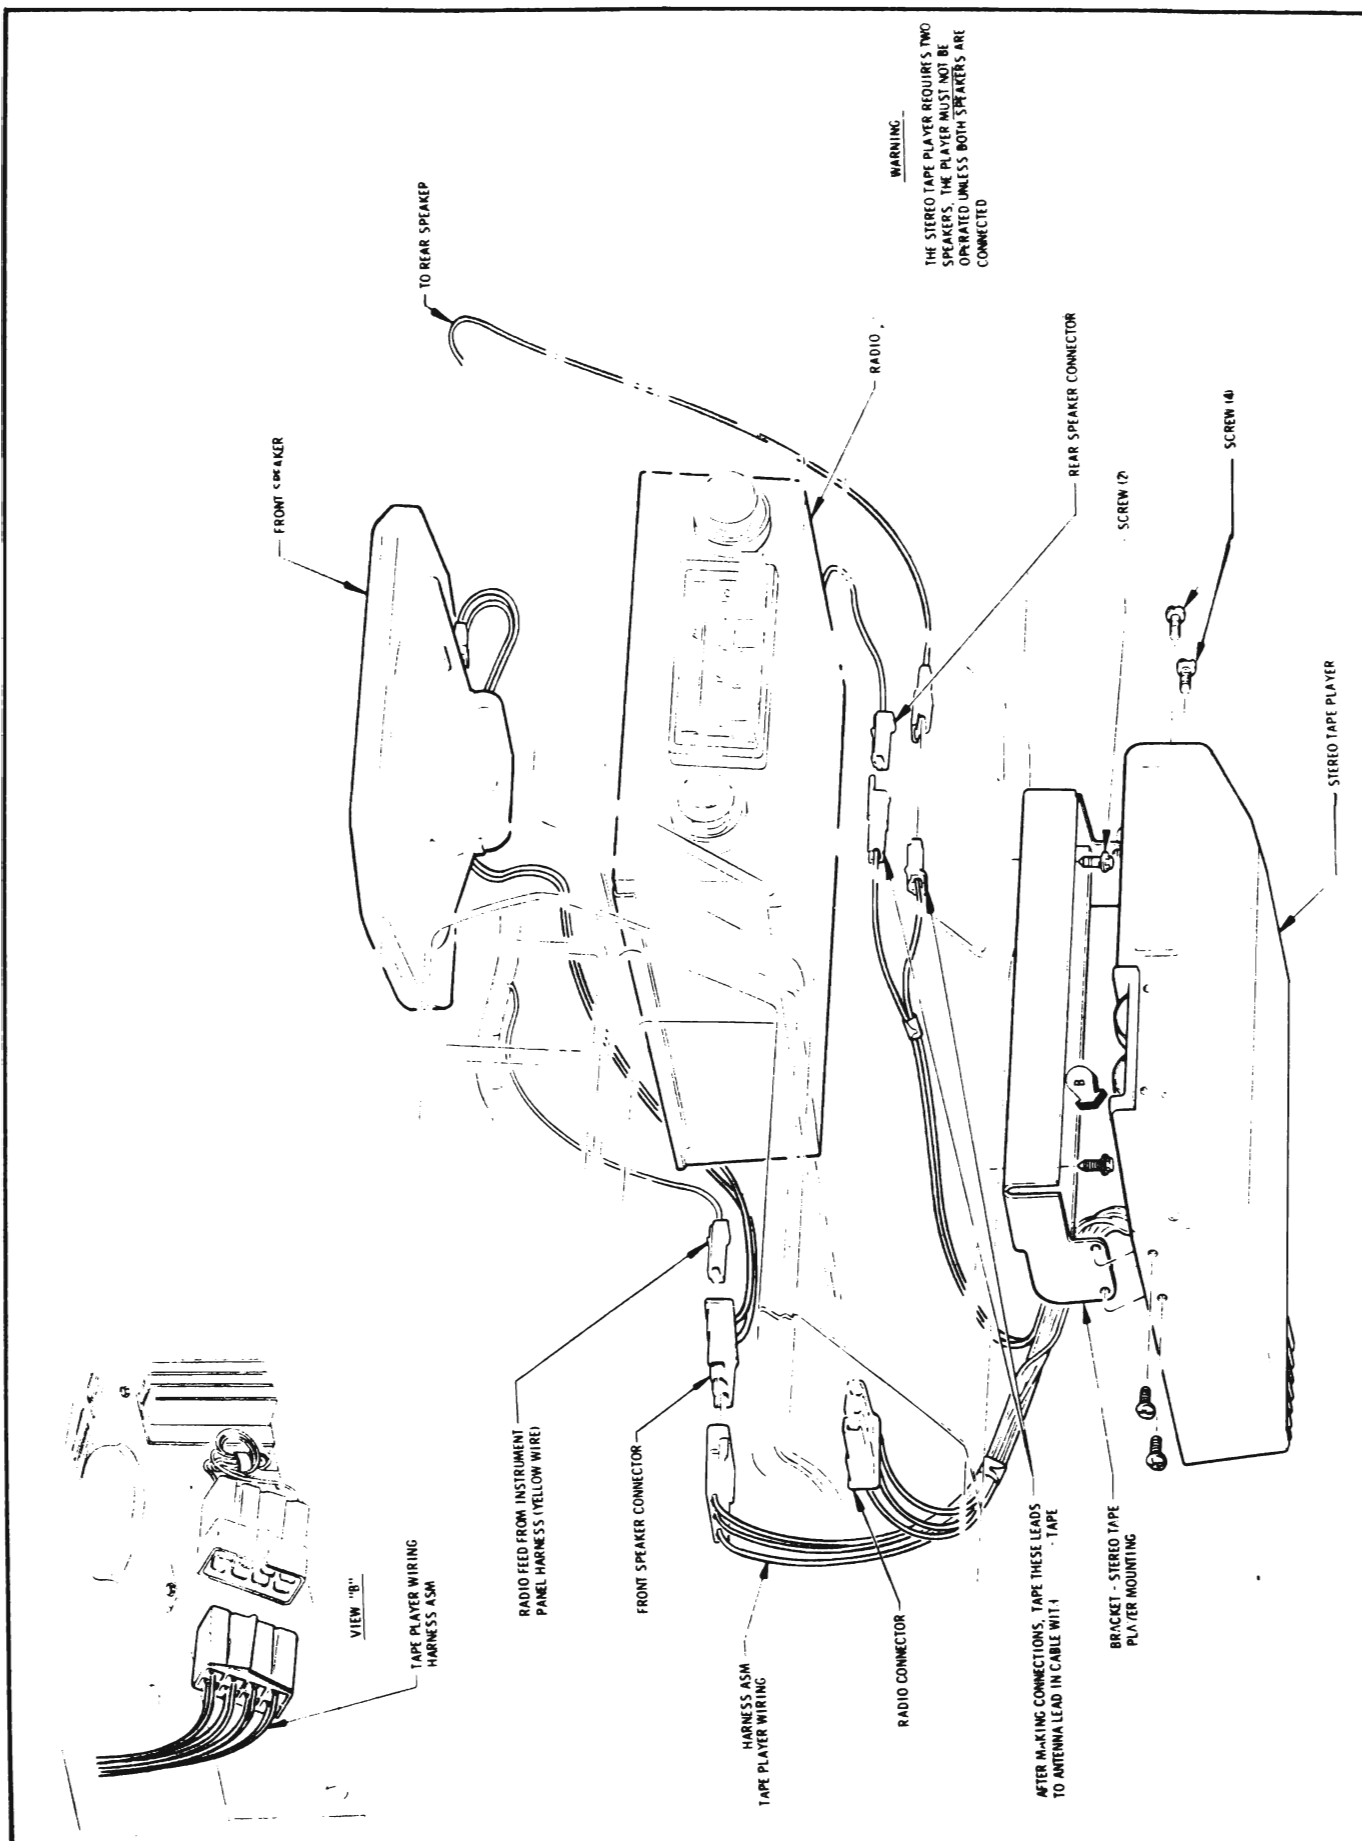 VIEW "B"
TAPE PLAYER WIRING
HARNESS ASM
FRONT SPEAKER
TO REAR SPEAKER
RADIO FEED FROM INSTRUMENT
PANEL HARNESS (YELLOW WIRE)
FRONT SPEAKER CONNECTOR
HARNESS ASM
TAPE PLAYER WIRING
RADIO CONNECTOR
RADIO
WARNING
THE STEREO TAPE PLAYER REQUIRES TWO
SPEAKERS, THE PLAYER MUST NOT BE
OPERATED UNLESS BOTH SPEAKERS ARE
CONNECTED
AFTER MAKING CONNECTIONS, TAPE THESE LEADS
TO ANTENNA LEAD IN CABLE WITH - TAPE
REAR SPEAKER CONNECTOR
BRACKET - STEREO TAPE
PLAYER MOUNTING
B
SCREW (2)
SCREW (4)
STEREO TAPE PLAYER